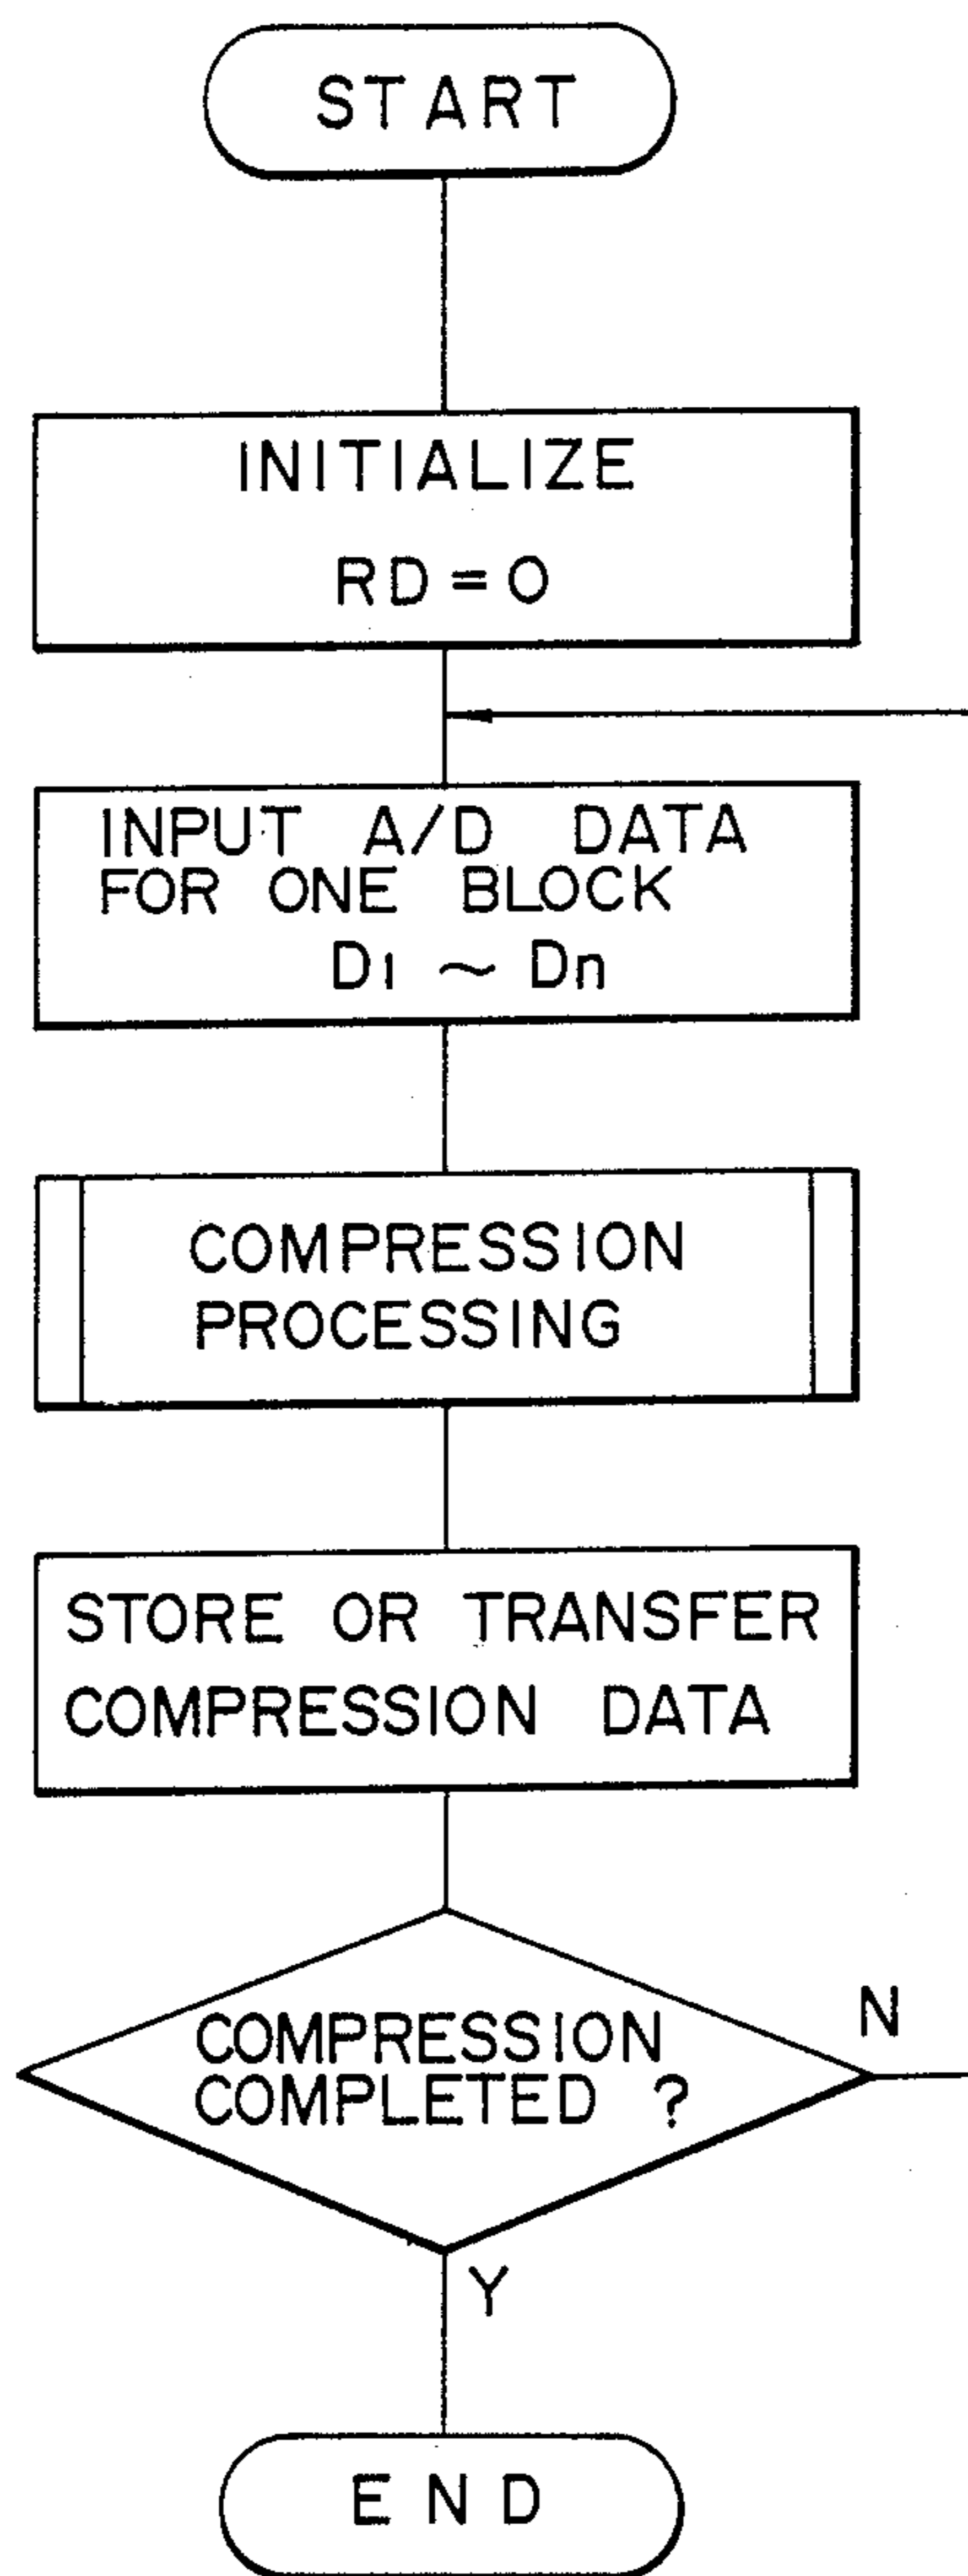 START
INITIALIZE
RD = 0
INPUT A/D DATA
FOR ONE BLOCK
D1 ~ Dn
COMPRESSION
PROCESSING
STORE OR TRANSFER
COMPRESSION DATA
COMPRESSION
COMPLETED ?
N
Y
END